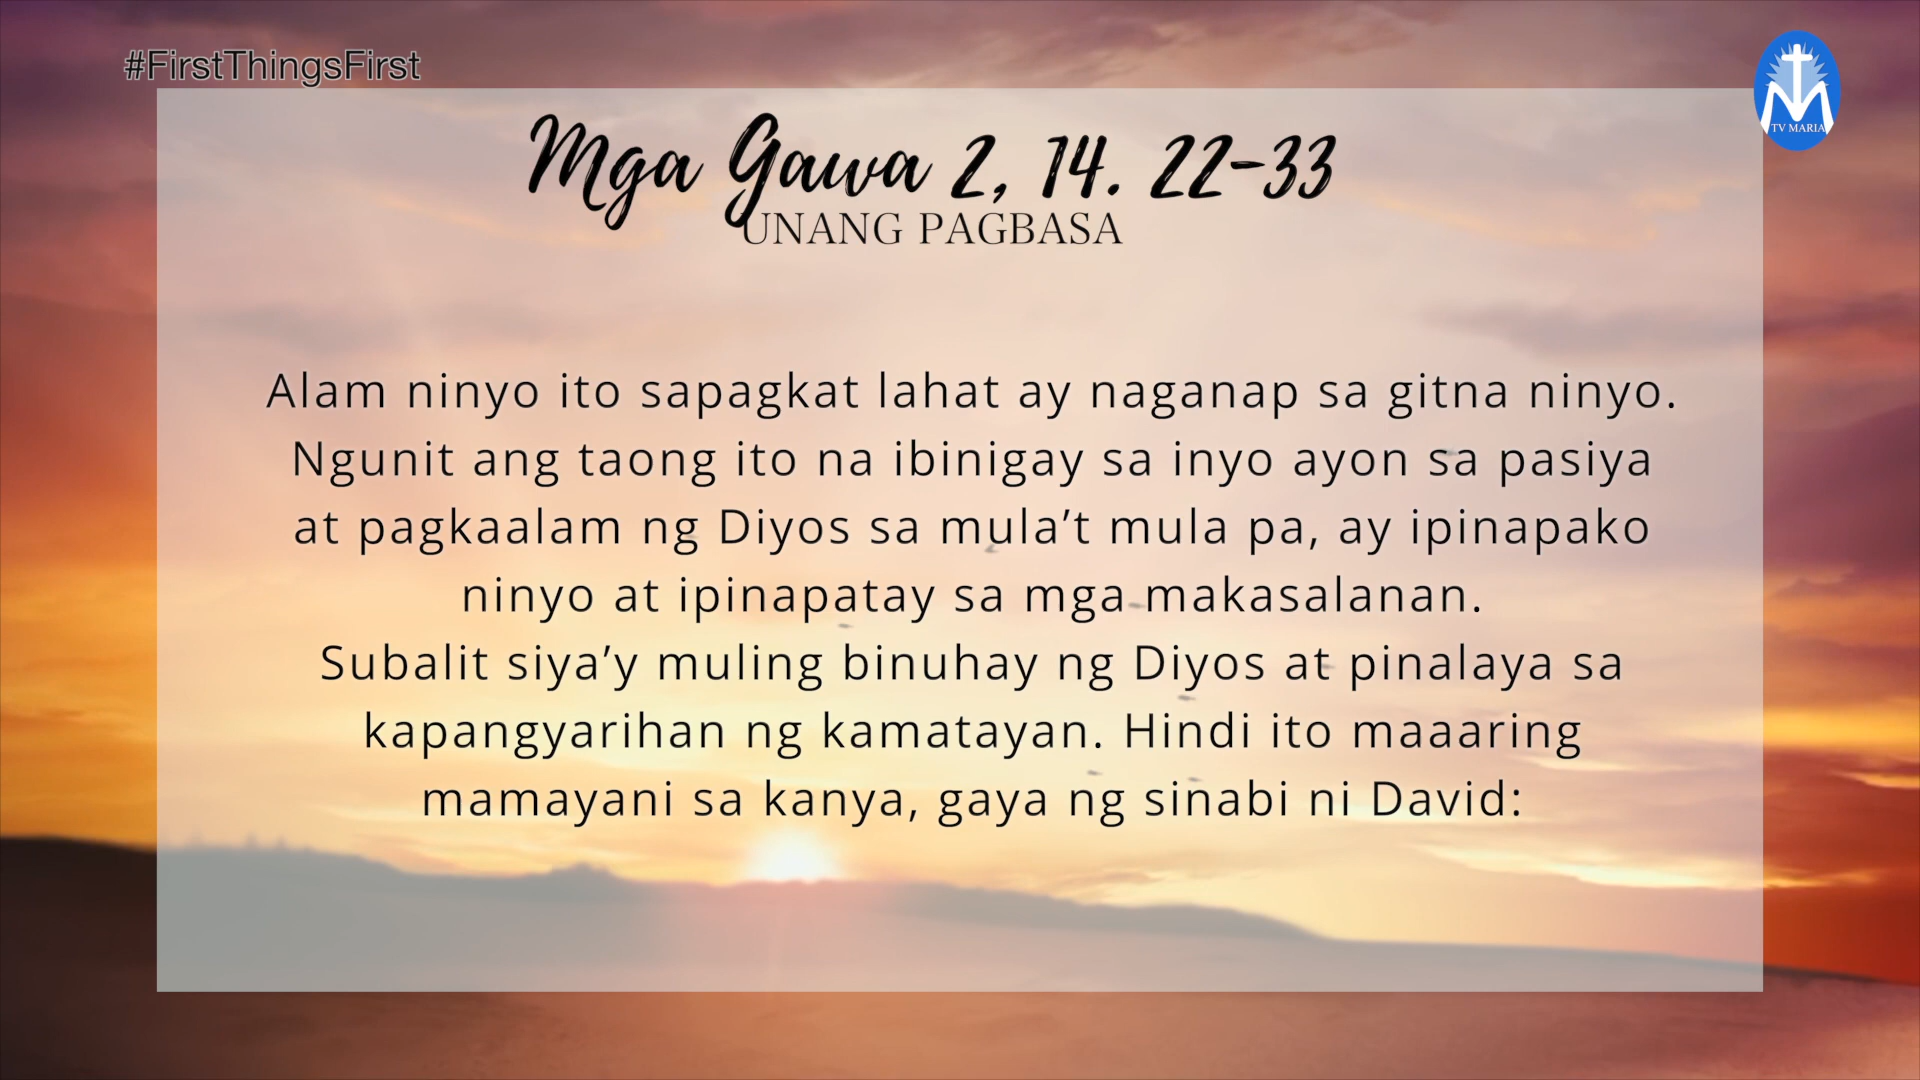 #FirstThingsFirst
TV MARIA
Mga Gawa 2, 14. 22-33
UNANG PAGBASA
Alam ninyo ito sapagkat lahat ay naganap sa gitna ninyo.
Ngunit ang taong ito na ibinigay sa inyo ayon sa pasiya
at pagkaalam ng Diyos sa mula’t mula pa, ay ipinapako
ninyo at ipinapatay sa mga makasalanan.
Subalit siya’y muling binuhay ng Diyos at pinalaya sa
kapangyarihan ng kamatayan. Hindi ito maaaring
mamayani sa kanya, gaya ng sinabi ni David: